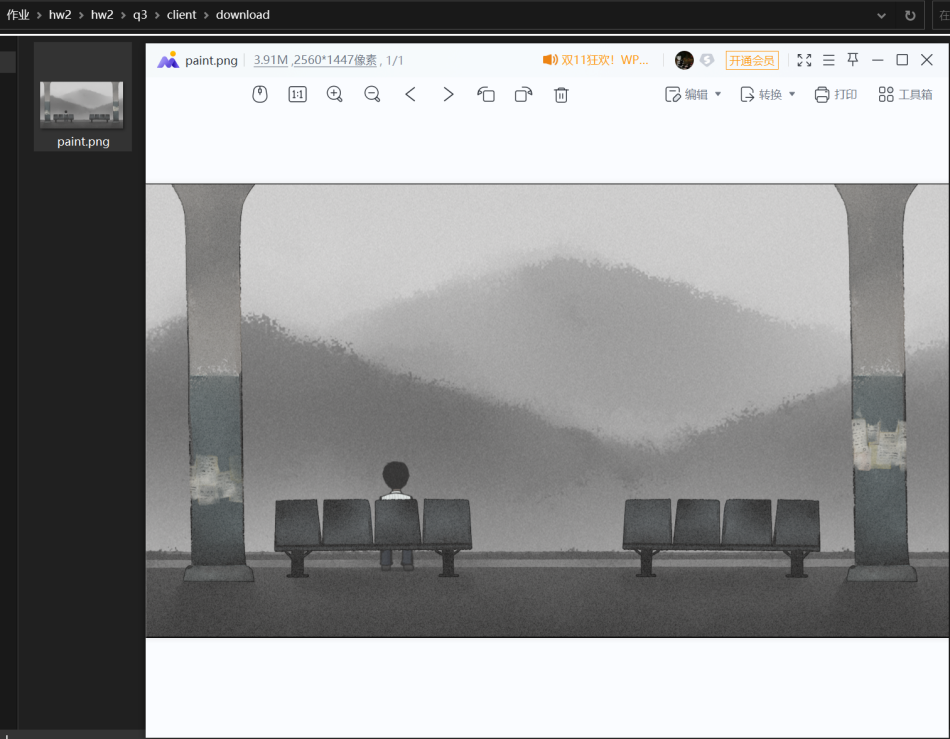 作业 > hw2 > hw2 > q3 > client > download
在
paint.png 3.91M ,2560*1447像素 , 1/1 双11狂欢! WP... 开通会员
1:1 编辑 转换 打印 工具箱
paint.png